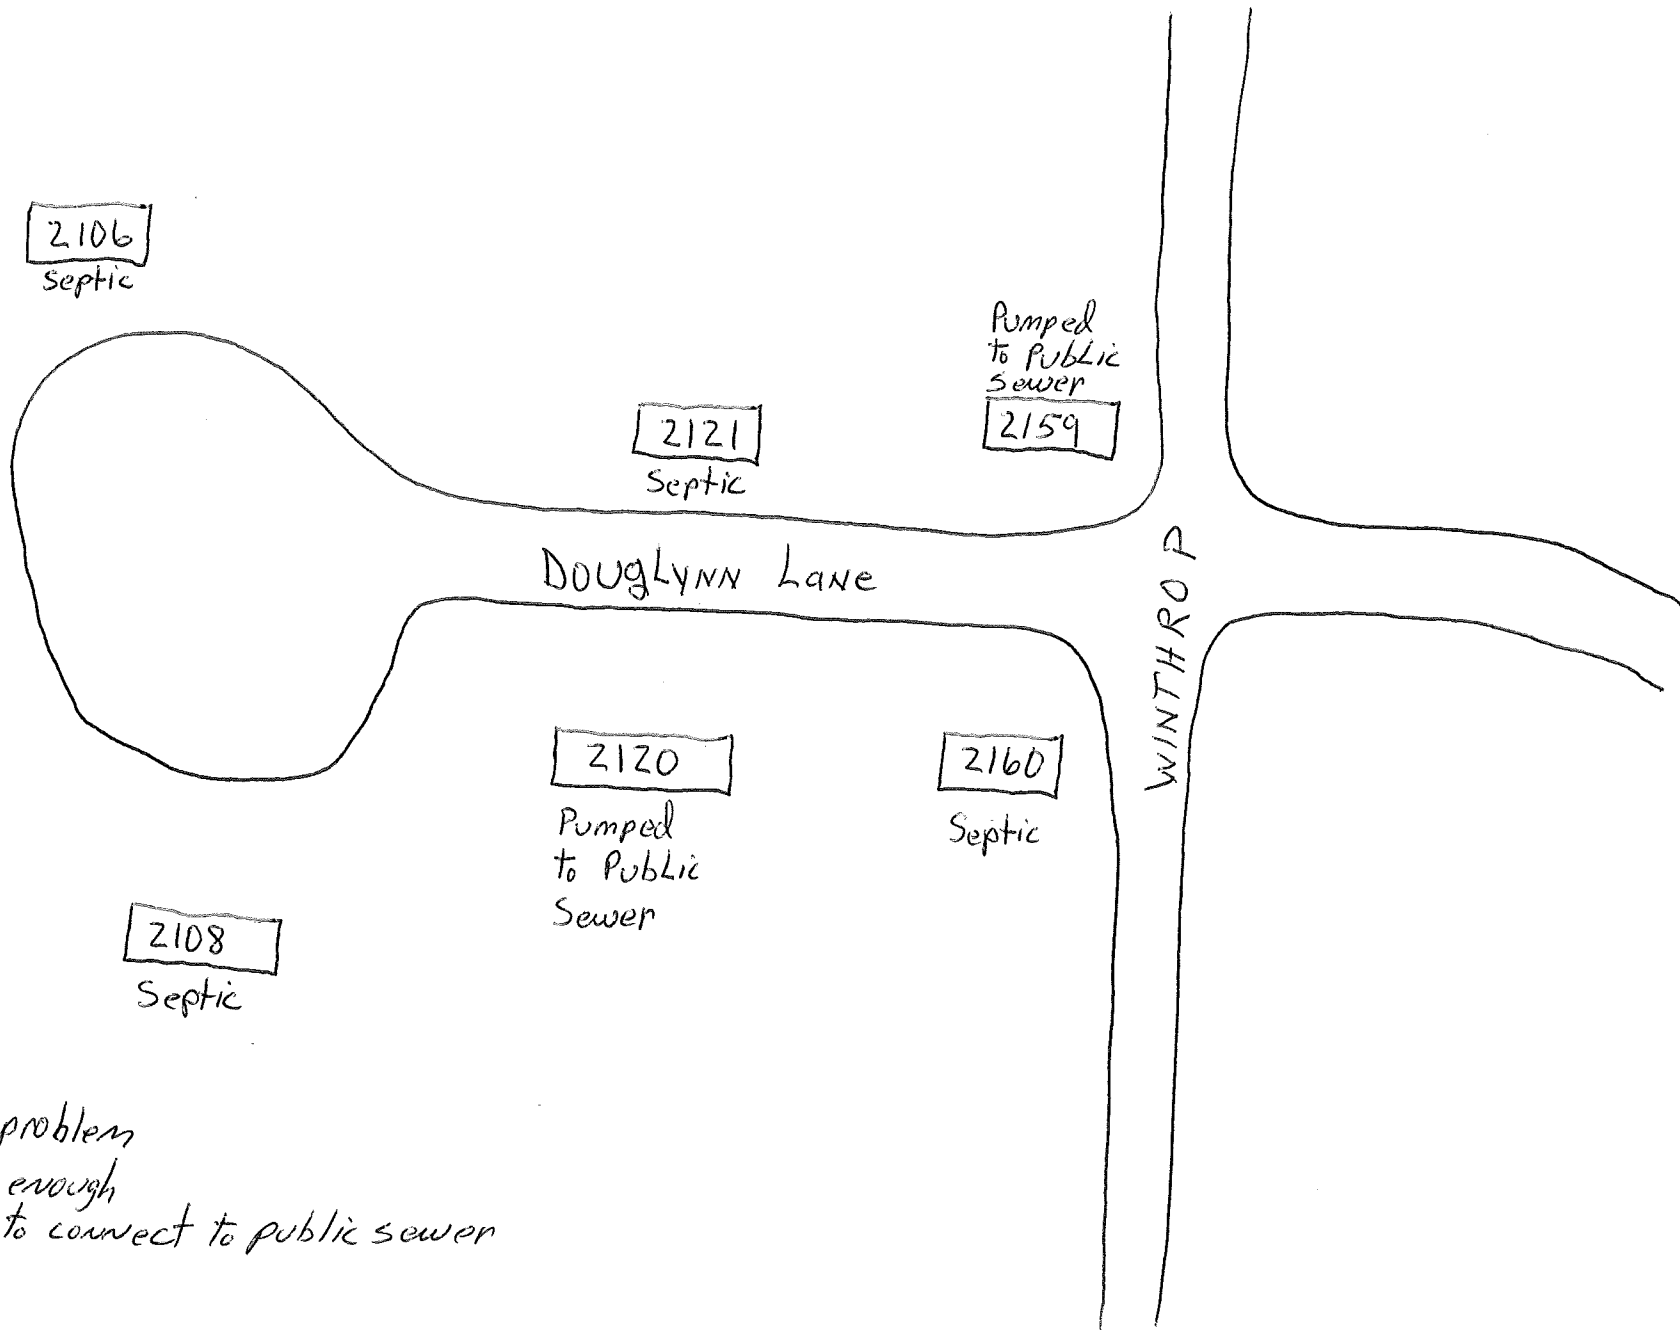 2106
septic
Pumped
to Public
sewer
2159
2121
Septic
DougLynn Lane
WINTHROP
2120
Pumped
to Public
Sewer
2160
Septic
2108
Septic
problem
enough
to connect to public sewer